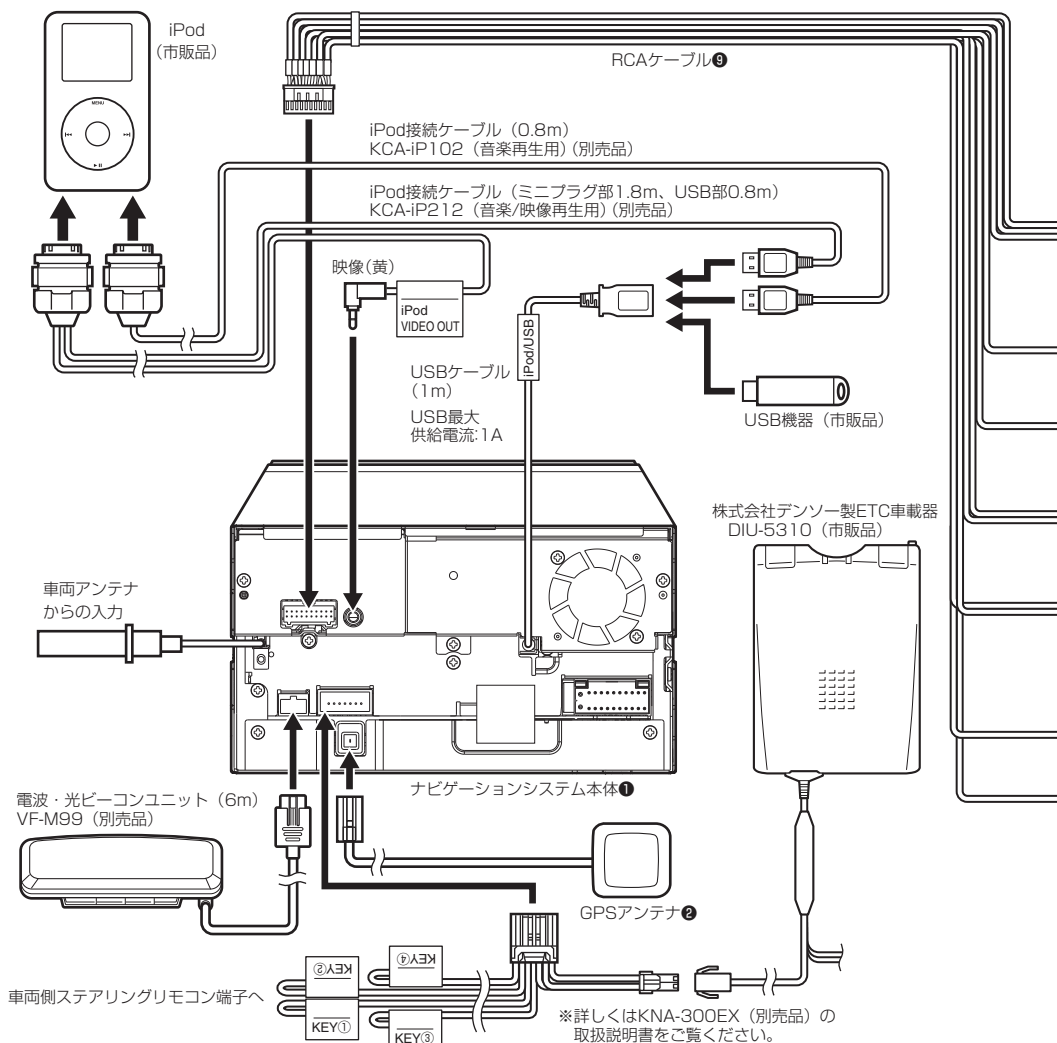 iPod
（市販品）
MENU
RCAケーブル❾
iPod接続ケーブル（0.8m）
KCA-iP102（音楽再生用）（別売品）
iPod接続ケーブル（ミニプラグ部1.8m、USB部0.8m）
KCA-iP212（音楽/映像再生用）（別売品）
映像（黄）
iPod
VIDEO OUT
iPod/USB
USBケーブル
（1m）
USB最大
供給電流:1A
USB機器（市販品）
株式会社デンソー製ETC車載器
DIU-5310（市販品）
車両アンテナ
からの入力
ナビゲーションシステム本体❶
電波・光ビーコンユニット（6m）
VF-M99（別売品）
GPSアンテナ❷
KEY②
KEY④
車両側ステアリングリモコン端子へ
KEY①
KEY③
※詳しくはKNA-300EX（別売品）の
取扱説明書をご覧ください。